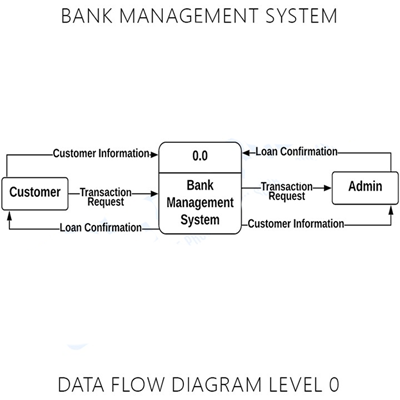 BANK MANAGEMENT SYSTEM
Customer Information
0.0
Loan Confirmation
Customer
Transaction
Request
Bank
Management
System
Transaction
Request
Admin
Loan Confirmation
Customer Information
DATA FLOW DIAGRAM LEVEL 0